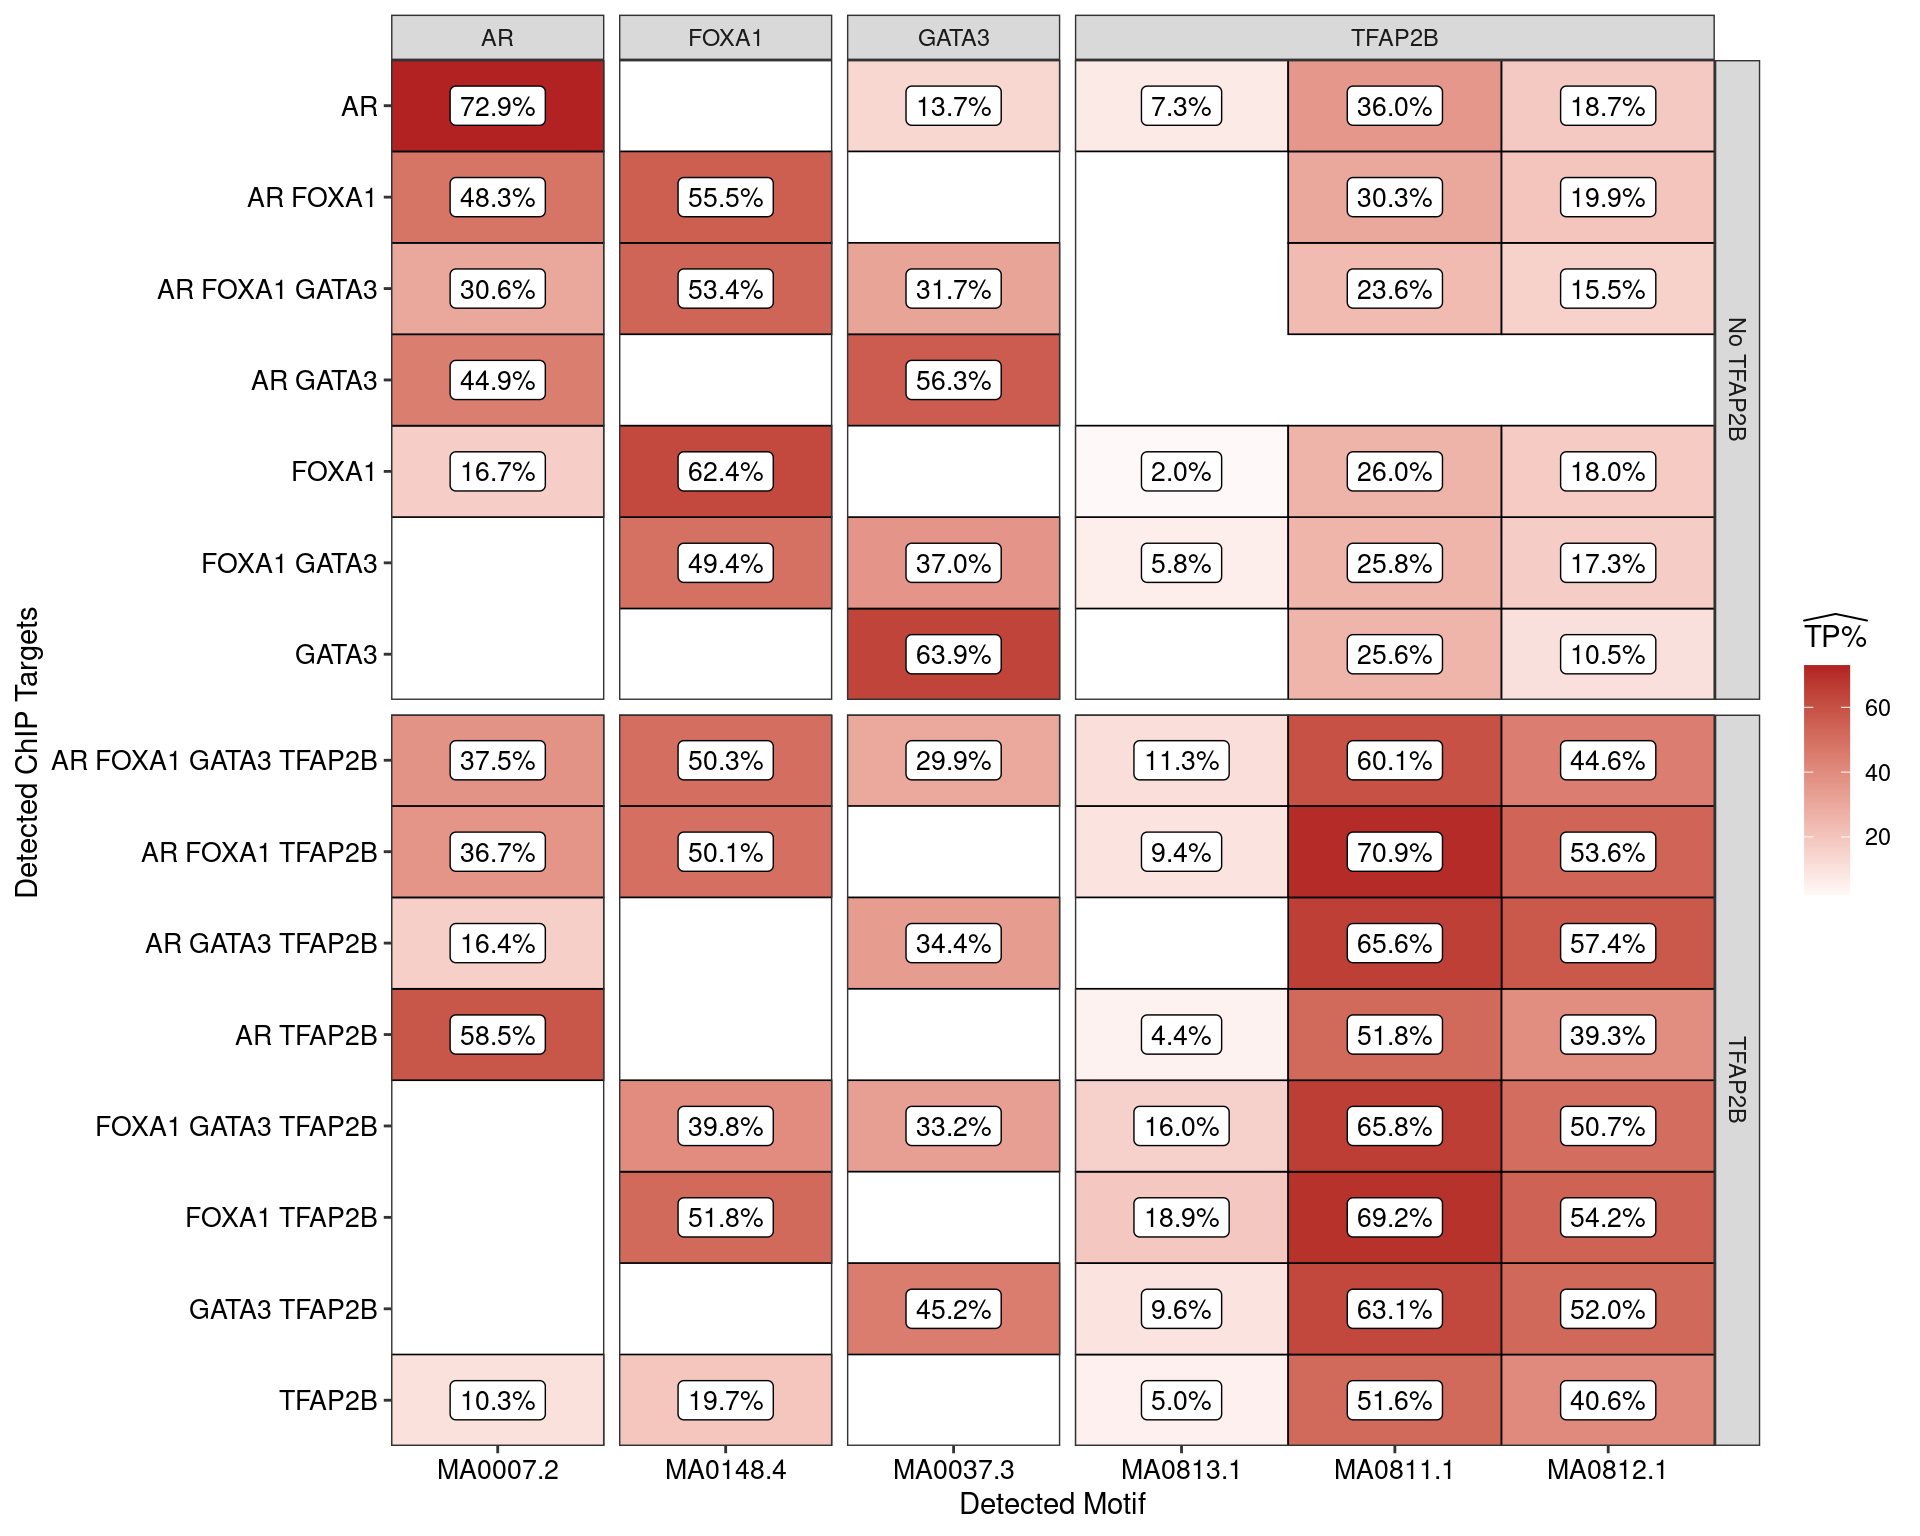 AR FOXA1 GATA3 TFAP2B
AR 72.9% 13.7% 7.3% 36.0% 18.7%
AR FOXA1 48.3% 55.5% 30.3% 19.9%
AR FOXA1 GATA3 30.6% 53.4% 31.7% 23.6% 15.5%
AR GATA3 44.9% 56.3%
FOXA1 16.7% 62.4% 2.0% 26.0% 18.0%
FOXA1 GATA3 49.4% 37.0% 5.8% 25.8% 17.3%
GATA3 63.9% 25.6% 10.5%
No TFAP2B
AR FOXA1 GATA3 TFAP2B 37.5% 50.3% 29.9% 11.3% 60.1% 44.6%
AR FOXA1 TFAP2B 36.7% 50.1% 9.4% 70.9% 53.6%
AR GATA3 TFAP2B 16.4% 34.4% 65.6% 57.4%
AR TFAP2B 58.5% 4.4% 51.8% 39.3%
FOXA1 GATA3 TFAP2B 39.8% 33.2% 16.0% 65.8% 50.7%
FOXA1 TFAP2B 51.8% 18.9% 69.2% 54.2%
GATA3 TFAP2B 45.2% 9.6% 63.1% 52.0%
TFAP2B 10.3% 19.7% 5.0% 51.6% 40.6%
TFAP2B
MA0007.2 MA0148.4 MA0037.3 MA0813.1 MA0811.1 MA0812.1
Detected Motif
Detected ChIP Targets
TP%
60
40
20